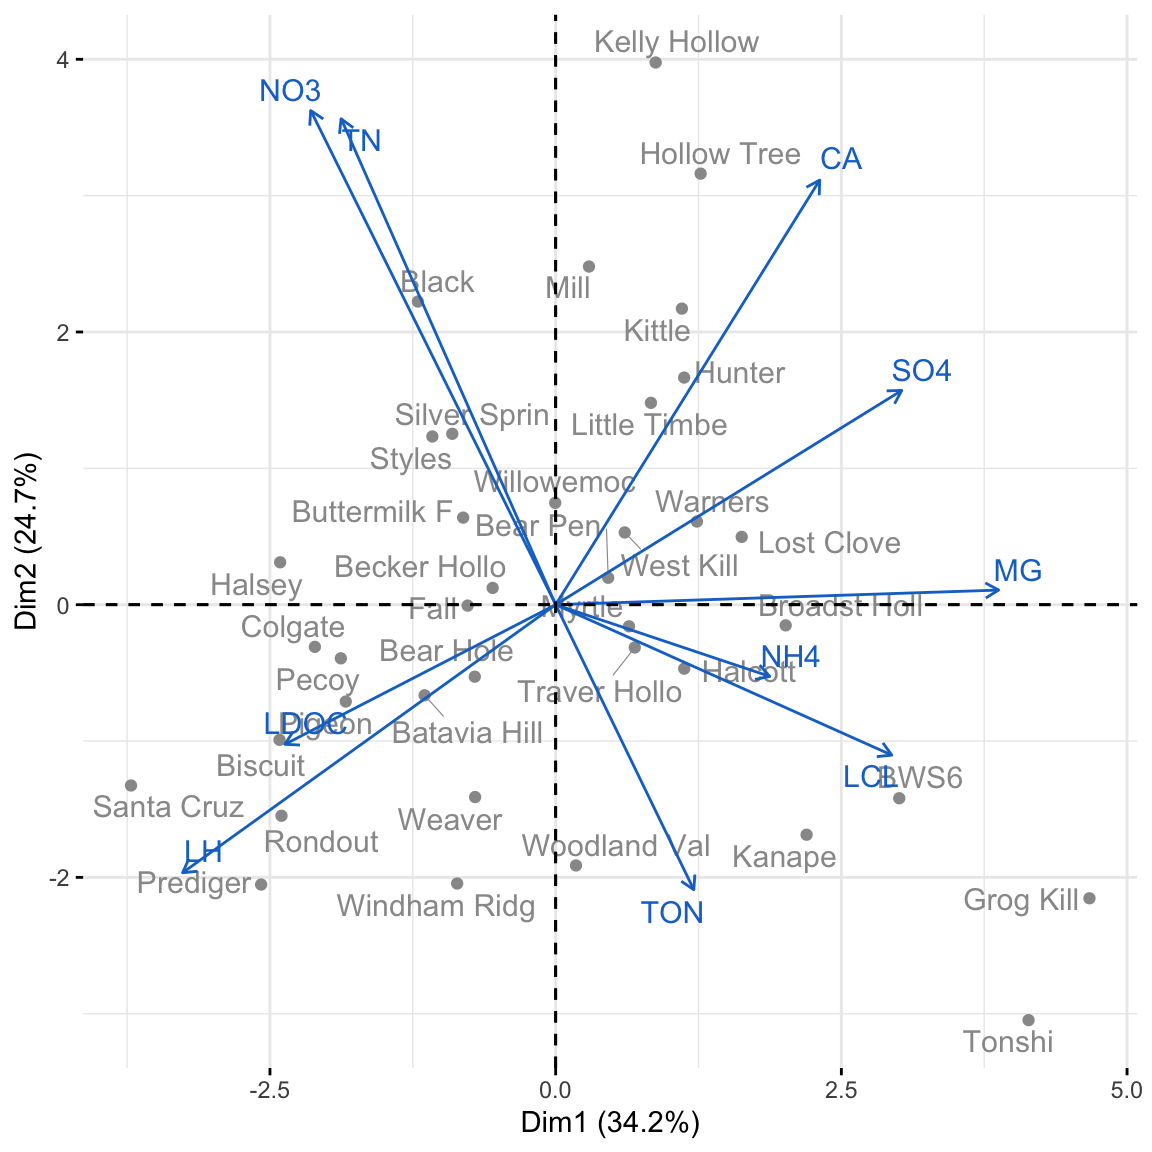 Kelly Hollow
4
NO3
TN
CA
Hollow Tree
Black
Mill
2
Kittle
SO4
Hunter
Silver Sprin
Little Timbe
Styles
Willowemoc
Warners
Buttermilk F
Bear Pen
Lost Clove
Becker Hollo
West Kill
MG
Halsey
0
Fall
Myrtle
Broadst Holl
Colgate
Bear Hole
NH4
Halcott
Pecoy
Traver Hollo
LDOC
Pigeon
Batavia Hill
Biscuit
LCL
BWS6
Santa Cruz
Weaver
Rondout
Woodland Val
Kanape
LH
Prediger
-2
Windham Ridg
TON
Grog Kill
Tonshi
-2.5
0.0
2.5
5.0
Dim1 (34.2%)
Dim2 (24.7%)